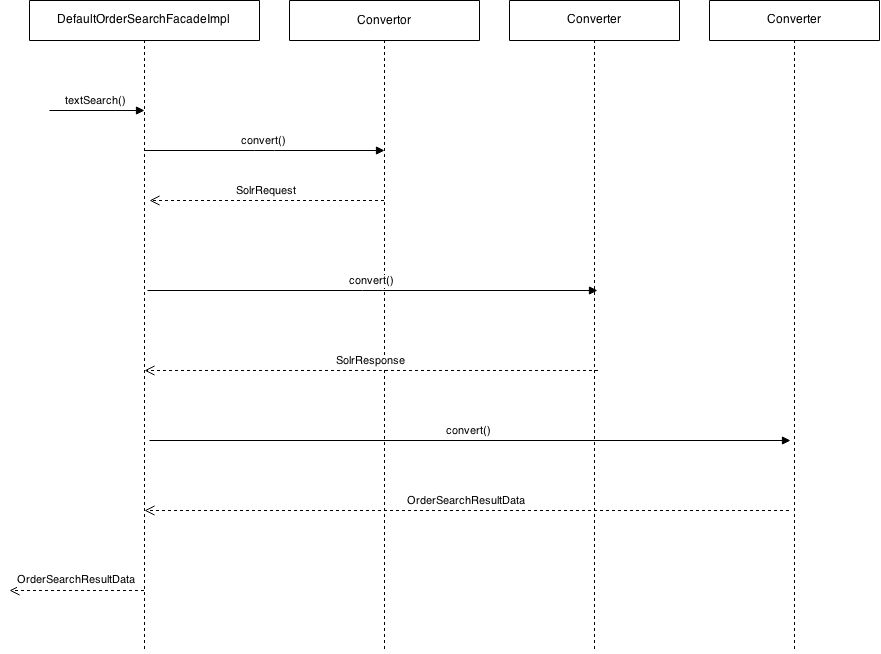 DefaultOrderSearchFacadeImpl
Convertor
Converter
Converter
textSearch()
convert()
SolrRequest
convert()
SolrResponse
convert()
OrderSearchResultData
OrderSearchResultData